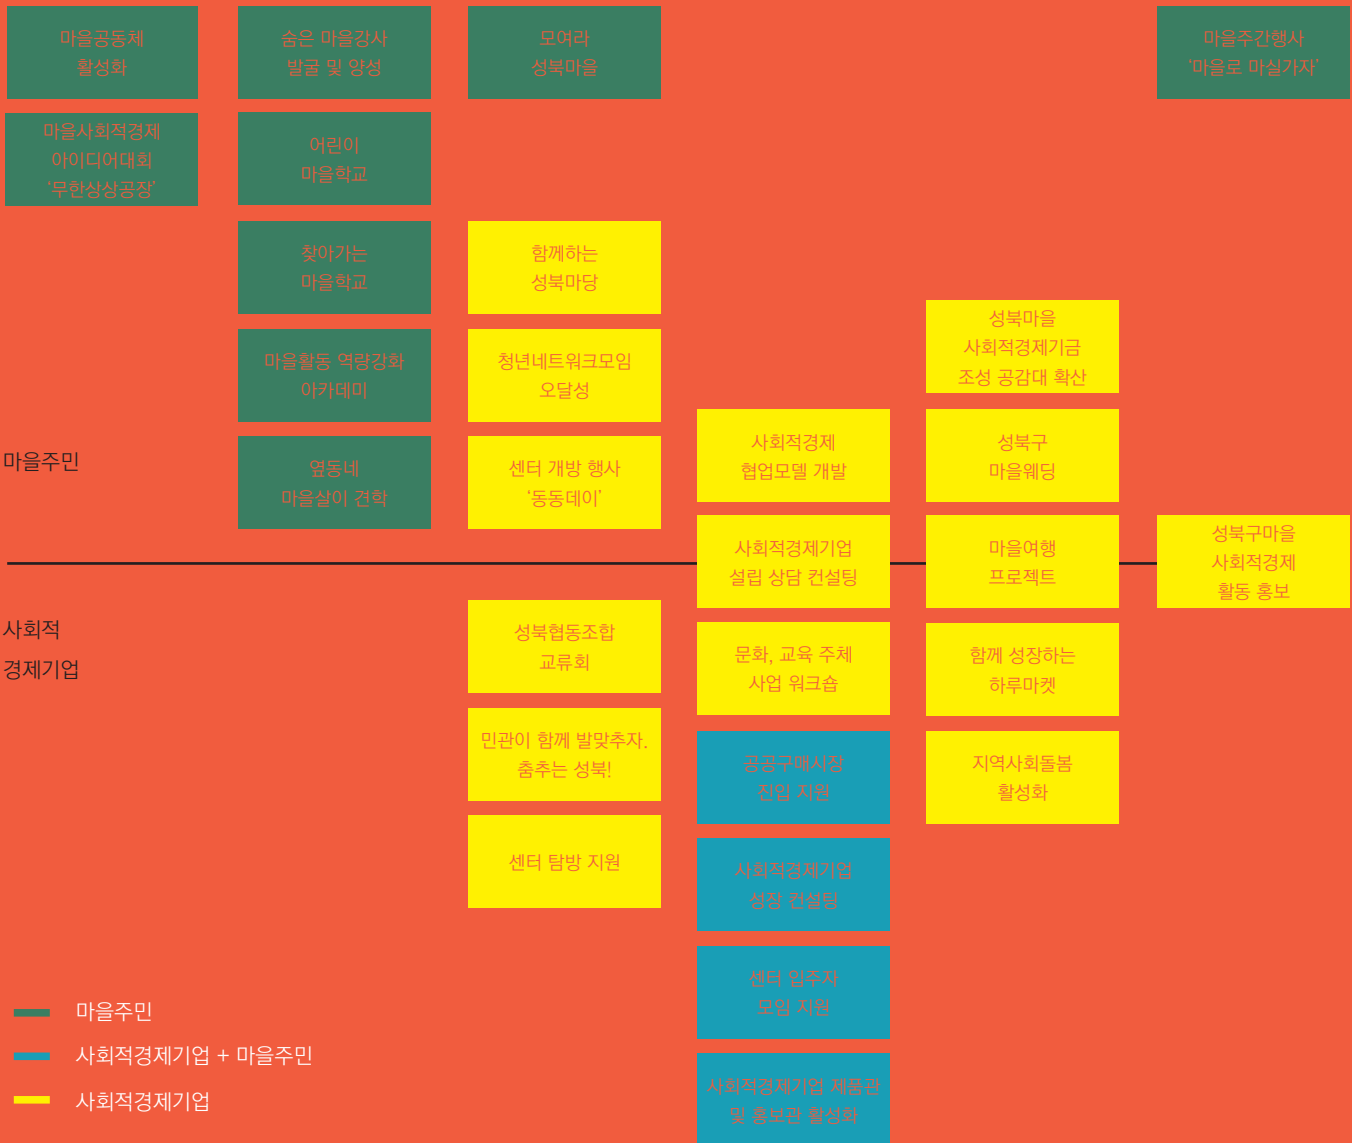 마을공동체
활성화
숨은 마을강사
발굴 및 양성
모여라
성북마을
마을주간행사
‘마을로 마실가자’
마을사회적경제
아이디어대회
‘무한상상공장’
어린이
마을학교
찾아가는
마을학교
함께하는
성북마당
성북마을
사회적경제기금
조성 공감대 확산
마을활동 역량강화
아카데미
청년네트워크모임
오달성
사회적경제
협업모델 개발
성북구
마을웨딩
마을주민
옆동네
마을살이 견학
센터 개방 행사
‘동동데이’
사회적경제기업
설립 상담 컨설팅
마을여행
프로젝트
성북구마을
사회적경제
활동 홍보
사회적
경제기업
성북협동조합
교류회
문화, 교육 주체
사업 워크숍
함께 성장하는
하루마켓
민관이 함께 발맞추자.
춤추는 성북!
공공구매시장
진입 지원
지역사회돌봄
활성화
센터 탐방 지원
사회적경제기업
성장 컨설팅
센터 입주자
모임 지원
사회적경제기업 제품관
및 홍보관 활성화
마을주민
사회적경제기업 + 마을주민
사회적경제기업